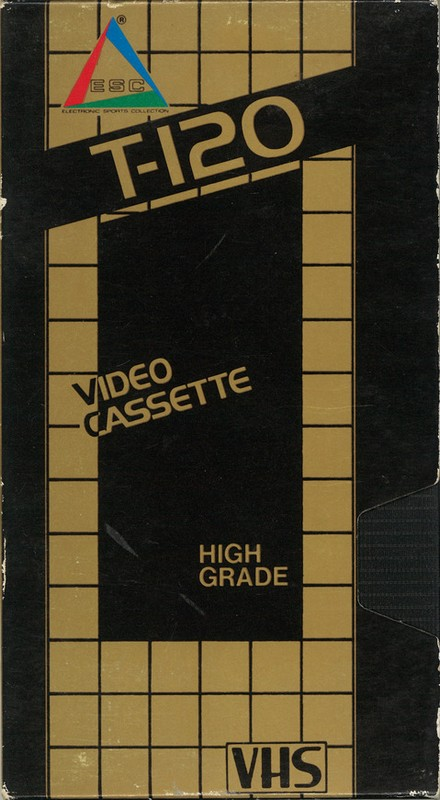 ®
ESC
ELECTRONIC SPORTS COLLECTION
T-120
VIDEO
CASSETTE
HIGH
GRADE
VHS